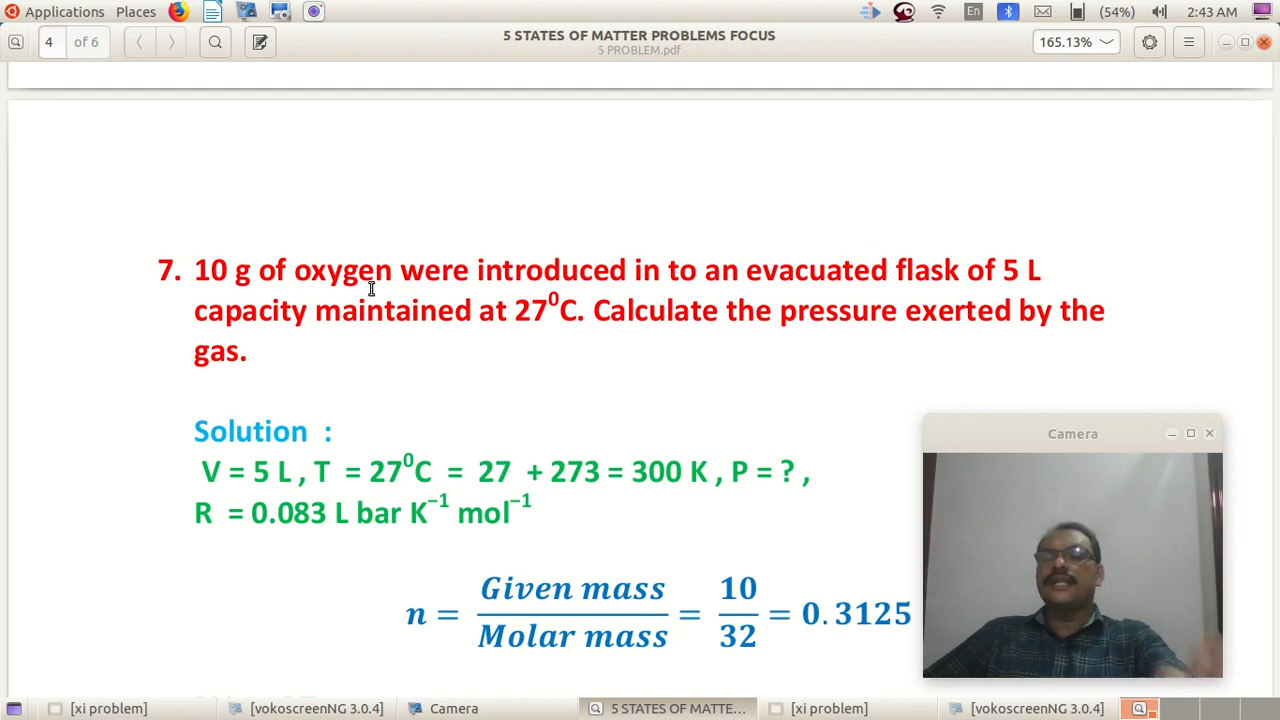 Applications Places En (54%) 2:43 AM
4 of 6 5 STATES OF MATTER PROBLEMS FOCUS 165.13%
5 PROBLEM.pdf
7. 10 g of oxygen were introduced in to an evacuated flask of 5 L
capacity maintained at 27⁰C. Calculate the pressure exerted by the
gas.
Solution :
V = 5 L , T = 27⁰C = 27 + 273 = 300 K , P = ? ,
R = 0.083 L bar K⁻¹ mol⁻¹
n = Given mass / Molar mass = 10 / 32 = 0.3125
Camera
[xi problem] [vokoscreenNG 3.0.4] Camera 5 STATES OF MATTE... [xi problem] [vokoscreenNG 3.0.4]